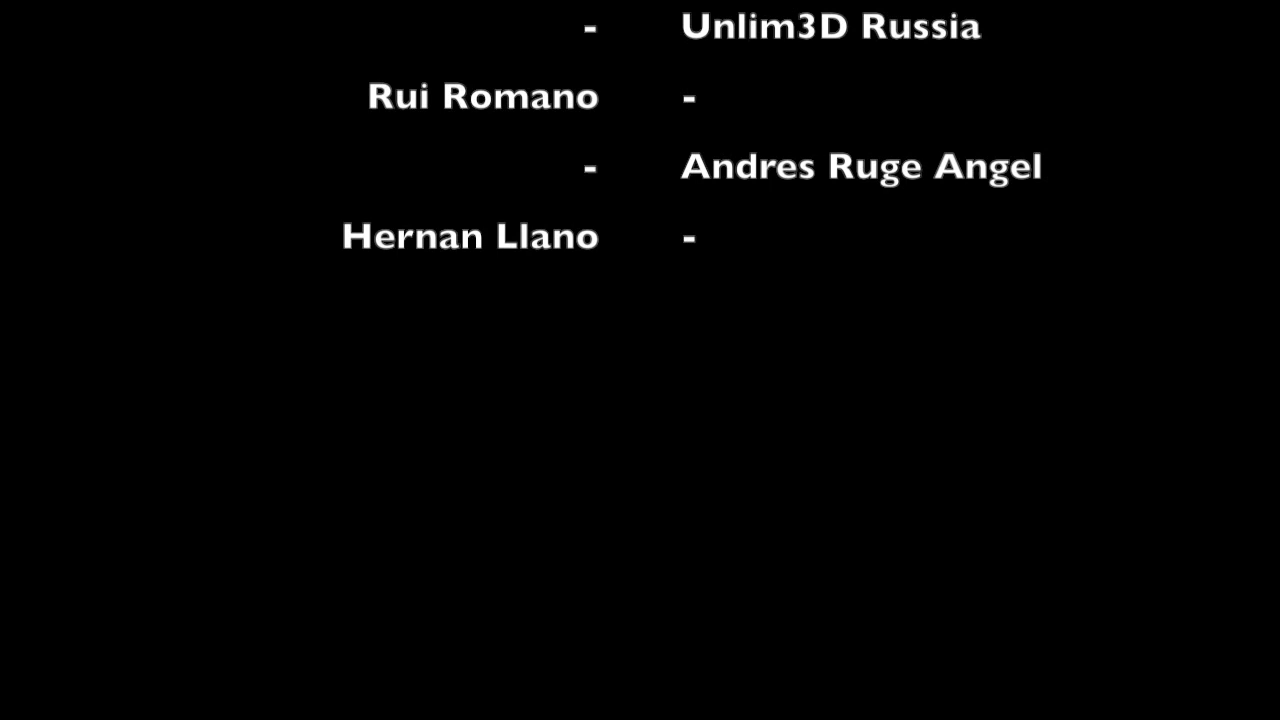 - Unlim3D Russia
Rui Romano -
- Andres Ruge Angel
Hernan Llano -